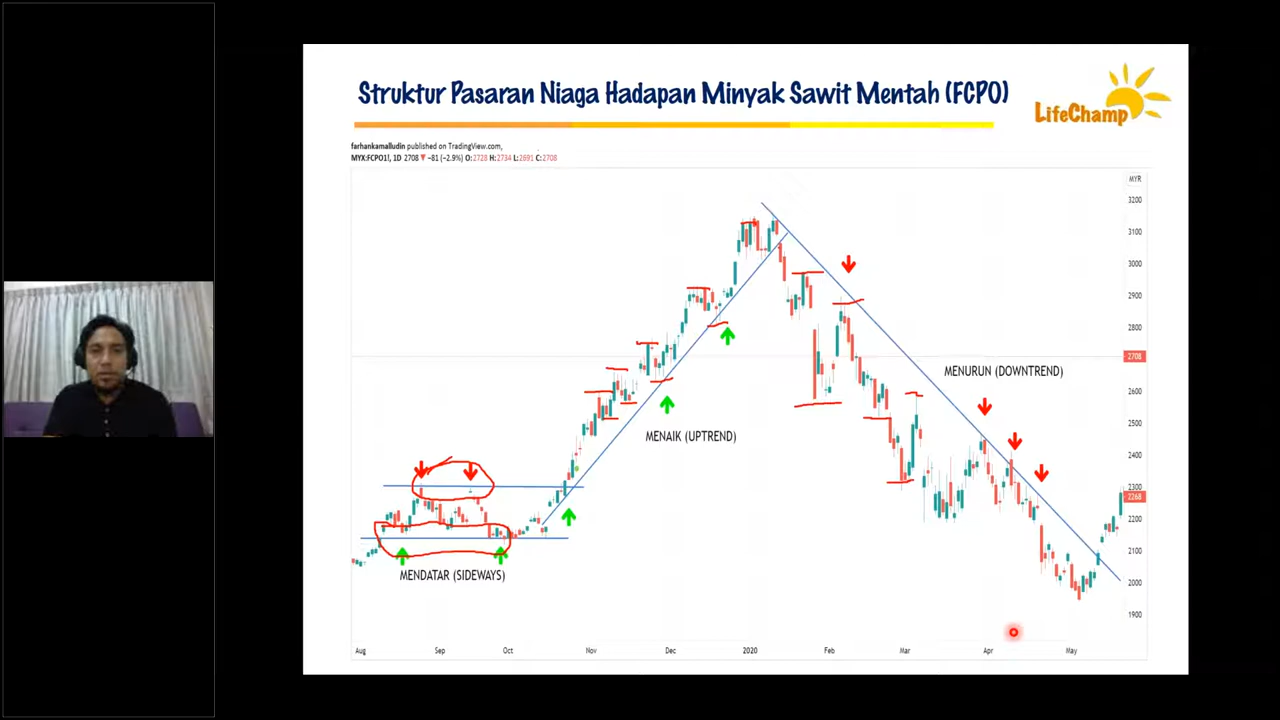 Struktur Pasaran Niaga Hadapan Minyak Sawit Mentah (FCPO)
LifeChamp
farhankamalludin published on TradingView.com,
MYX:FCPO1!, 1D 2708 ▼ −81 (−2.9%) O:2728 H:2734 L:2691 C:2708
MYR
3200
3100
3000
2900
2800
2708
MENURUN (DOWNTREND)
2600
2500
MENAIK (UPTREND)
2400
2300
2268
2200
2100
MENDATAR (SIDEWAYS)
2000
1900
Aug Sep Oct Nov Dec 2020 Feb Mar Apr May